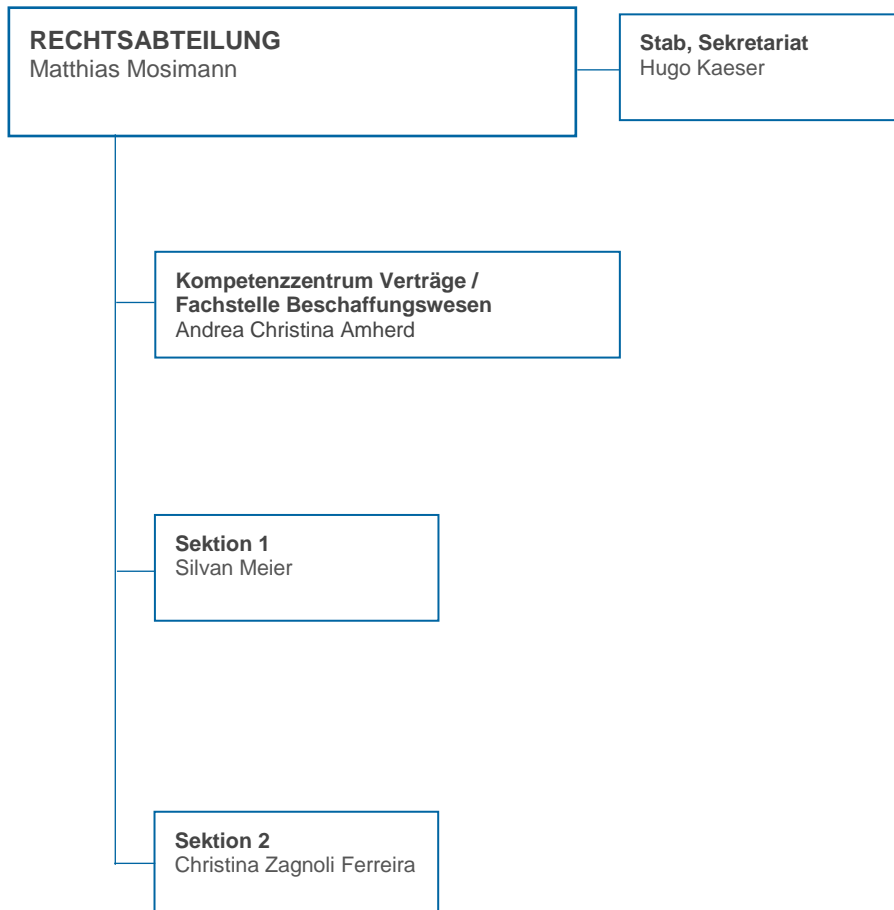 RECHTSABTEILUNG
Matthias Mosimann
Stab, Sekretariat
Hugo Kaeser
Kompetenzzentrum Verträge /
Fachstelle Beschaffungswesen
Andrea Christina Amherd
Sektion 1
Silvan Meier
Sektion 2
Christina Zagnoli Ferreira